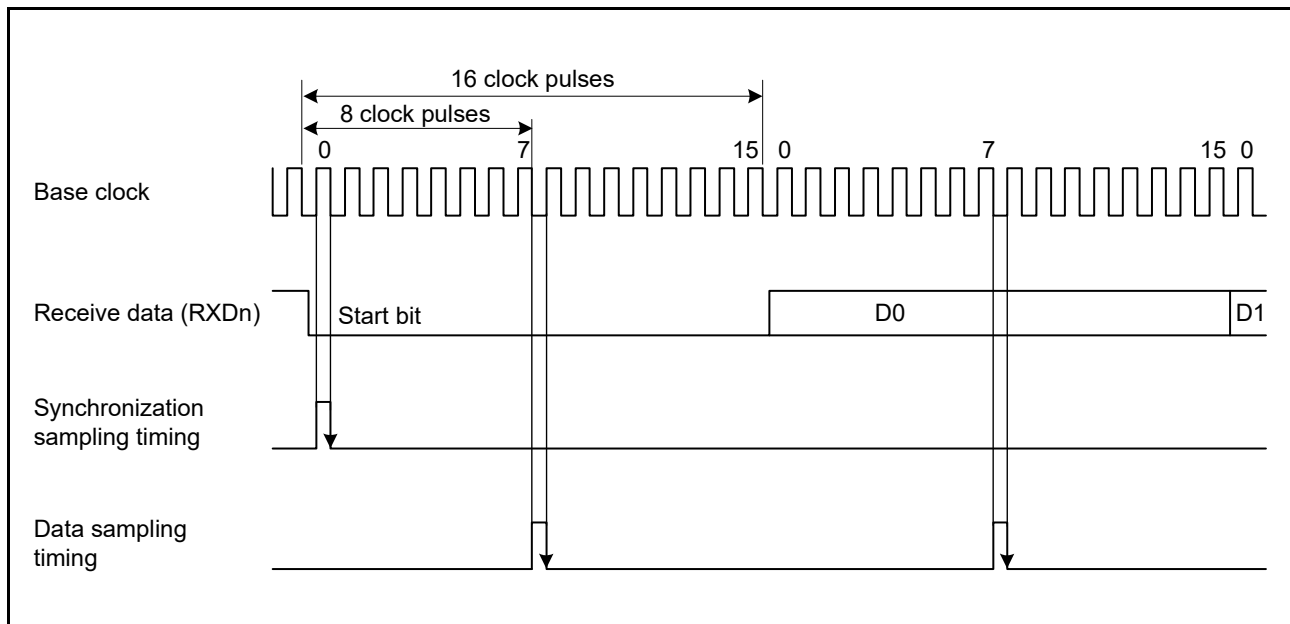 16 clock pulses
8 clock pulses
0 7 15 0 7 15 0
Base clock
Receive data (RXDn)
Start bit
D0
D1
Synchronization
sampling timing
Data sampling
timing